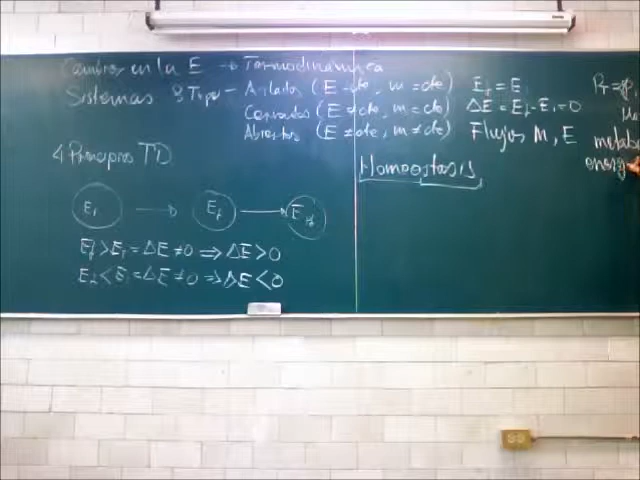 Cambios en la E → Termodinámica
Sistemas 3 Tipos - Aislados (E = cte, m = cte) Ef = Ei
Cerrados (E ≠ cte, m = cte) ΔE = Ef - Ei = 0
Abiertos (E ≠ cte, m ≠ cte) Flujos M, E
metab
energ
4 Principios TD
Homeostasis
Ei → Ef → E
Ef > Ei = ΔE ≠ 0 ⇒ ΔE > 0
Ef < Ei = ΔE ≠ 0 ⇒ ΔE < 0